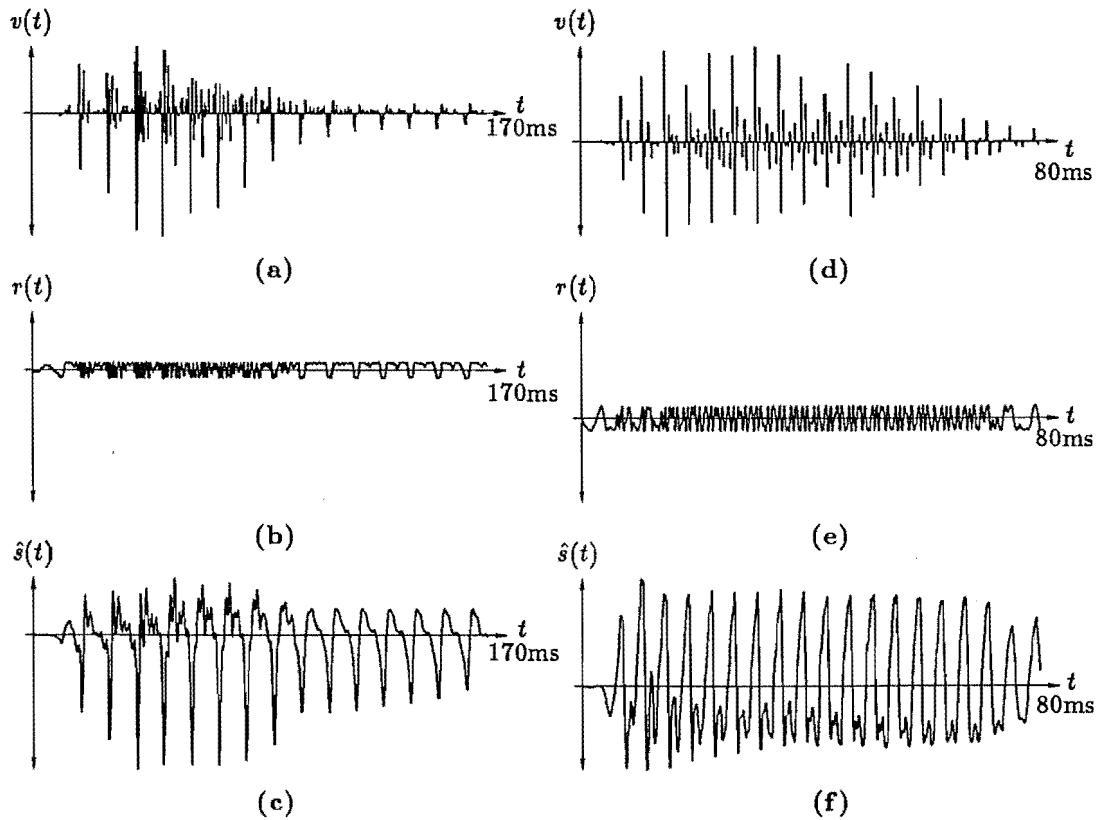 v(t)
t
170ms
(a)
v(t)
t
80ms
(d)
r(t)
t
170ms
(b)
r(t)
t
80ms
(e)
ŝ(t)
t
170ms
(c)
ŝ(t)
t
80ms
(f)